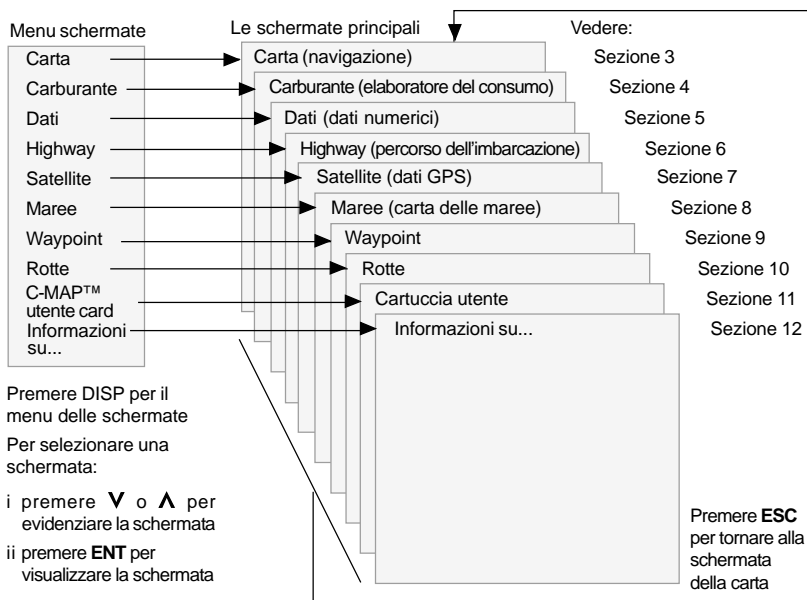 Menu schermate
Le schermate principali
Vedere:
Carta
Carta (navigazione)
Sezione 3
Carburante
Carburante (elaboratore del consumo)
Sezione 4
Dati
Dati (dati numerici)
Sezione 5
Highway
Highway (percorso dell'imbarcazione)
Sezione 6
Satellite
Satellite (dati GPS)
Sezione 7
Maree
Maree (carta delle maree)
Sezione 8
Waypoint
Waypoint
Sezione 9
Rotte
Rotte
Sezione 10
C-MAP™
utente card
Cartuccia utente
Sezione 11
Informazioni
su...
Informazioni su...
Sezione 12
Premere DISP per il
menu delle schermate
Per selezionare una
schermata:
i premere V o Λ per
evidenziare la schermata
ii premere ENT per
visualizzare la schermata
Premere ESC
per tornare alla
schermata
della carta